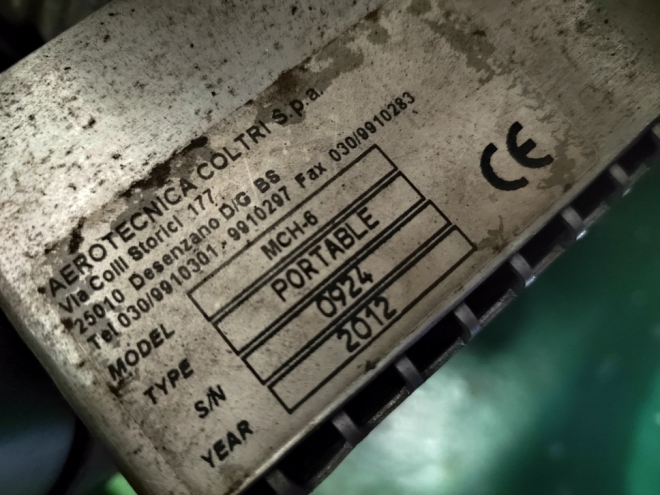 AEROTECNICA COLTRI S.p.a.
Via Colli Storici 177
25010 Desenzano D/G BS
Tel 030/9910301 - 9910297 Fax 030/9910283
MODEL MCH-6
TYPE PORTABLE
S/N 0924
YEAR 2012
CE